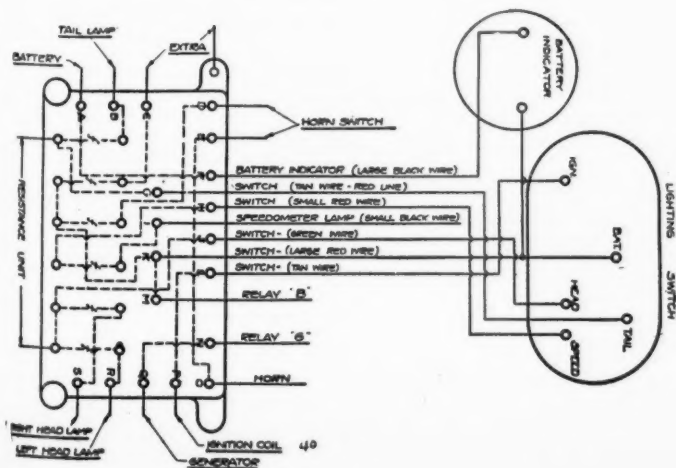 TAIL LAMP
EXTRA
BATTERY
A
B
E
BATTERY INDICATOR
HORN SWITCH
LIGHTING SWITCH
IGN
BATTERY INDICATOR (LARGE BLACK WIRE)
SWITCH (TAN WIRE - RED LINE)
SWITCH (SMALL RED WIRE)
SPEEDOMETER LAMP (SMALL BLACK WIRE)
SWITCH - (GREEN WIRE)
SWITCH - (LARGE RED WIRE)
SWITCH - (TAN WIRE)
RESISTANCE UNIT
BAT.
HEAD
TAIL
SPEED
K
M
RELAY "B"
RELAY "G"
N
HORN
S
R
P
O
RIGHT HEAD LAMP
LEFT HEAD LAMP
IGNITION COIL
40
GENERATOR